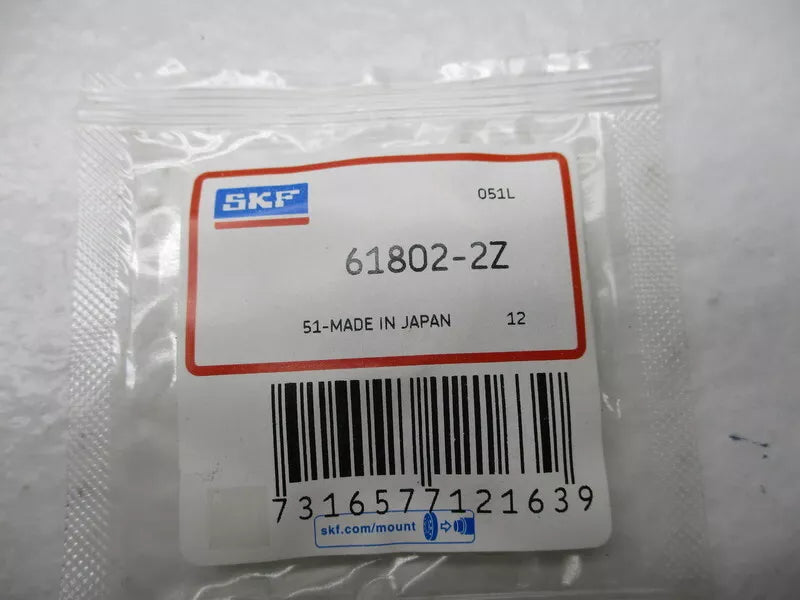 SKF
051L
61802-2Z
51-MADE IN JAPAN 12
7316577121639
skf.com/mount